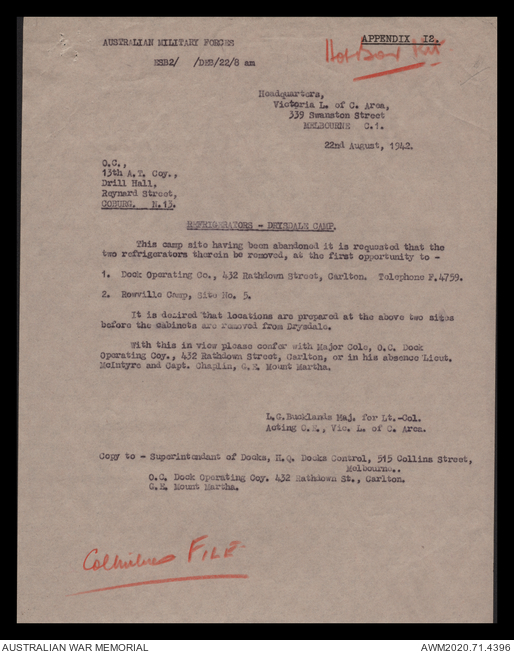 AUSTRALIAN MILITARY FORCES
APPENDIX 12.
ESB2/ /DES/22/8 am
Headquarters,
Victoria L. of C. Area,
339 Swanston Street
MELBOURNE C.1.
22nd August, 1942.
O.C.,
13th A.T. Coy.,
Drill Hall,
Reynard Street,
COBURG. N.13.
REFRIGERATORS - DRYSDALE CAMP.
This camp site having been abandoned it is requested that the
two refrigerators therein be removed, at the first opportunity to -
1. Dock Operating Co., 432 Rathdown Street, Carlton. Telephone F.4759.
2. Rowville Camp, Site No. 5.
It is desired that locations are prepared at the above two sites
before the cabinets are removed from Drysdale.
With this in view please confer with Major Cole, O.C. Dock
Operating Coy., 432 Rathdown Street, Carlton, or in his absence Lieut.
McIntyre and Capt. Chaplin, G.E. Mount Martha.
L.G.Bucklands Maj. for Lt.-Col.
Acting C.E., Vic. L. of C. Area.
Copy to - Superintendant of Docks, H.Q. Docks Control, 515 Collins Street,
Melbourne..
O.C. Dock Operating Coy. 432 Rathdown St., Carlton.
G.E. Mount Martha.
FILE
AUSTRALIAN WAR MEMORIAL
AWM2020.71.4396